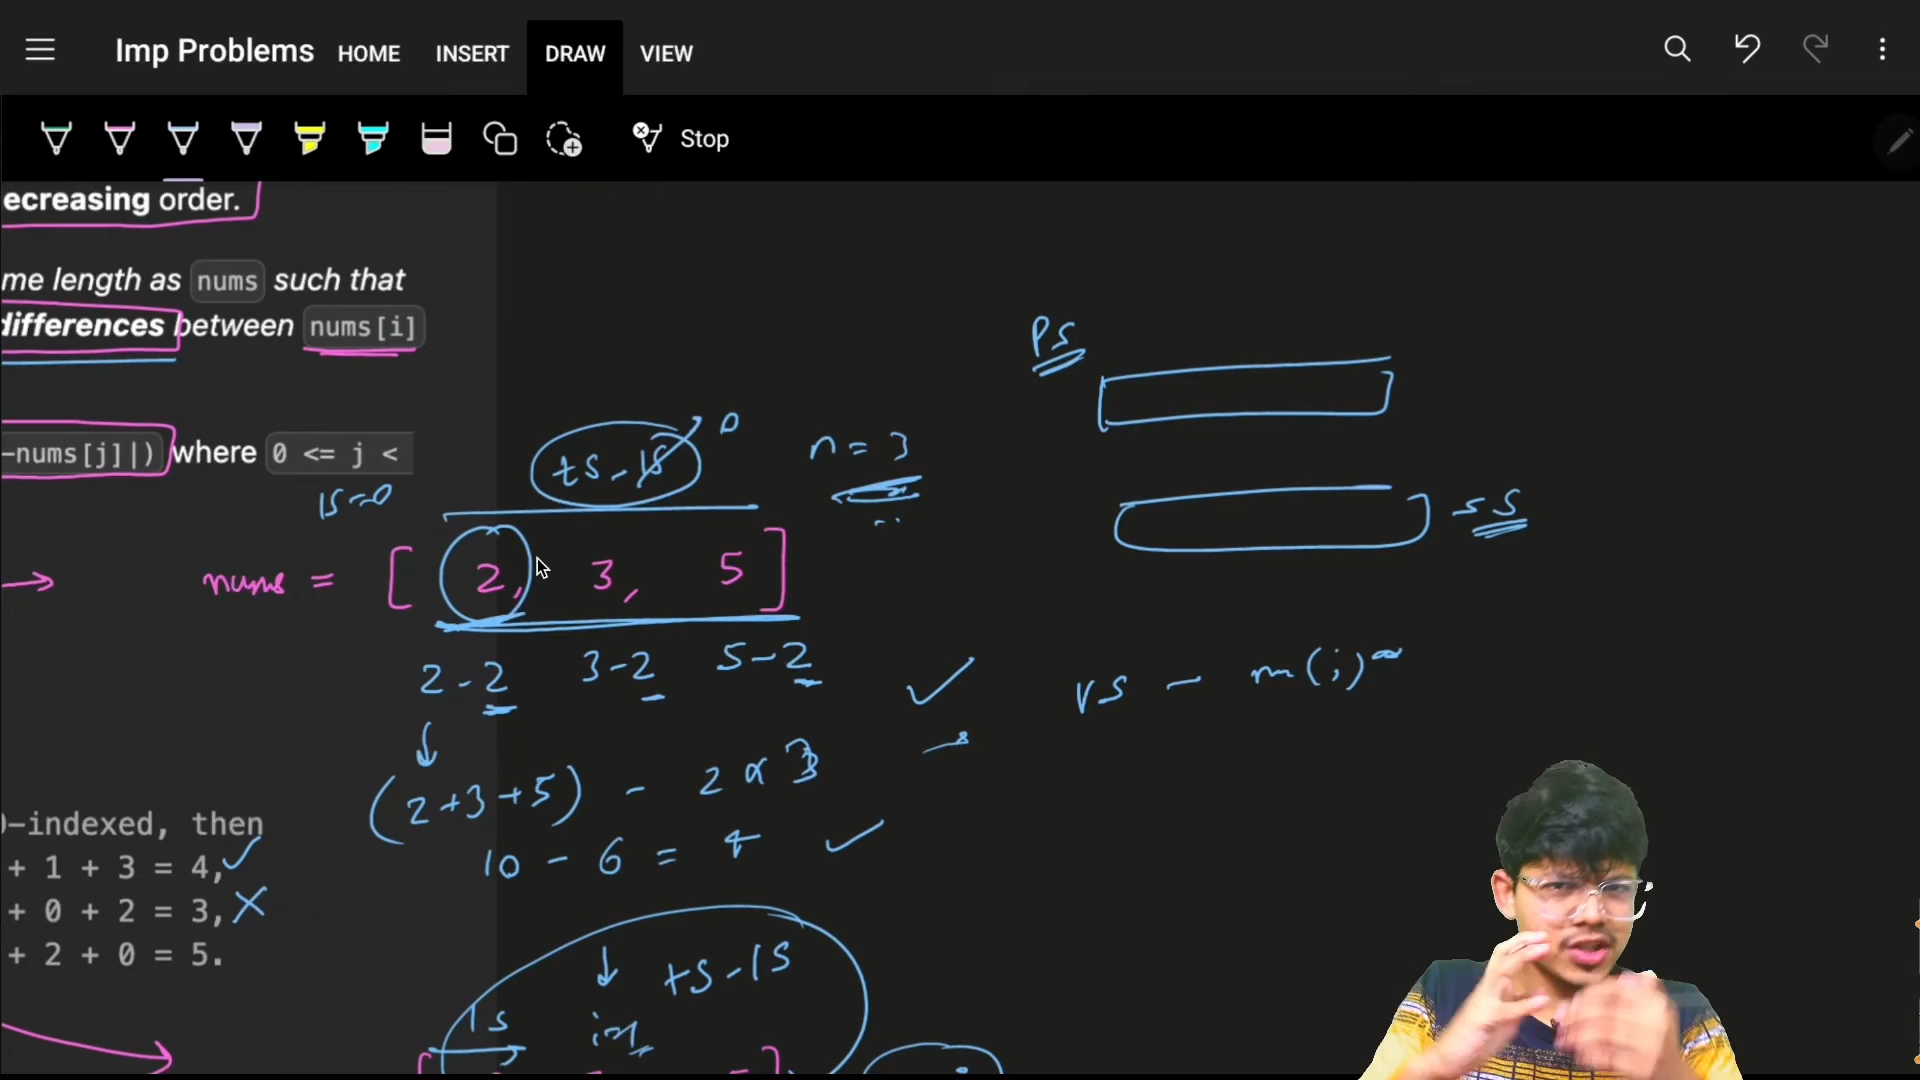 Imp Problems HOME INSERT DRAW VIEW
Stop
ecreasing order.
me length as nums such that
differences between nums[i]
-nums[j]|) where 0 <= j <
ls=0
ts-ls 0
n = 3
PS
SS
nums = [ 2, 3, 5 ]
2-2 3-2 5-2
(2+3+5) - 2 × 3
10 - 6 = 4
0-indexed, then
+ 1 + 3 = 4,
+ 0 + 2 = 3,
+ 2 + 0 = 5.
ts-ls
ls